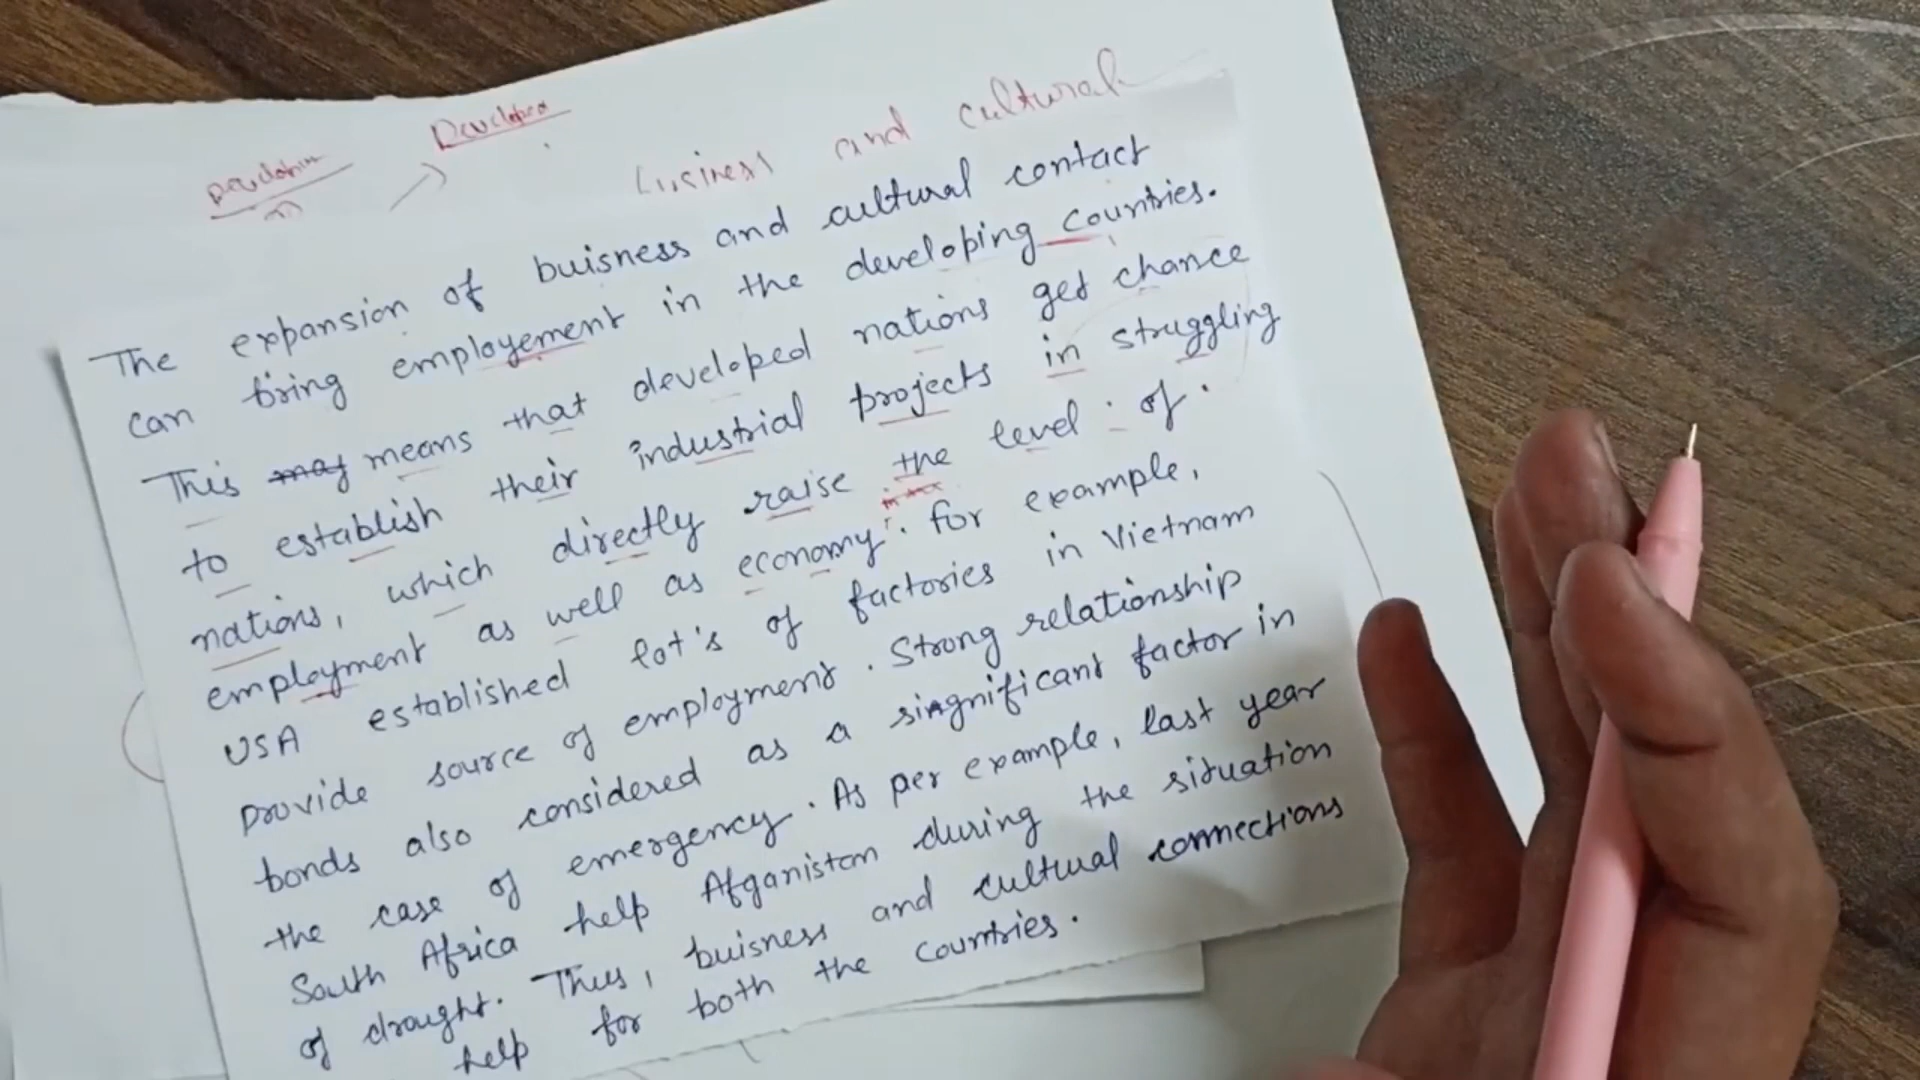 Developed
business and cultural
The expansion of buisness and cultural contact
can bring employement in the developing countries.
This may means that developed nations get chance
to establish their industrial projects in struggling
nations, which directly raise the level of
employment as well as economy. for example,
USA established lot's of factories in Vietnam
provide source of employment. Strong relationship
bonds also considered as a singnificant factor in
the case of emergency. As per example, last year
South Africa help Afganistan during the situation
of draught. Thus, buisness and cultural connections
help for both the countries.